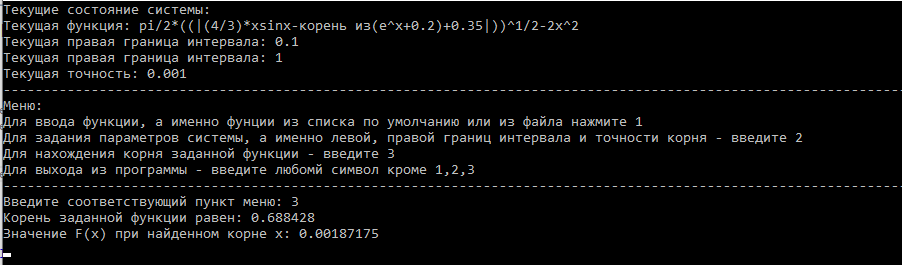 Текущие состояние системы:
Текущая функция: pi/2*((|(4/3)*xsinx-корень из(e^x+0.2)+0.35|))^1/2-2x^2
Текущая правая граница интервала: 0.1
Текущая правая граница интервала: 1
Текущая точность: 0.001
Меню:
Для ввода функции, а именно фунции из списка по умолчанию или из файла нажмите 1
Для задания параметров системы, а именно левой, правой границ интервала и точности корня - введите 2
Для нахождения корня заданной функции - введите 3
Для выхода из программы - введите любомй символ кроме 1,2,3
Введите соответствующий пункт меню: 3
Корень заданной функции равен: 0.688428
Значение F(x) при найденном корне x: 0.00187175